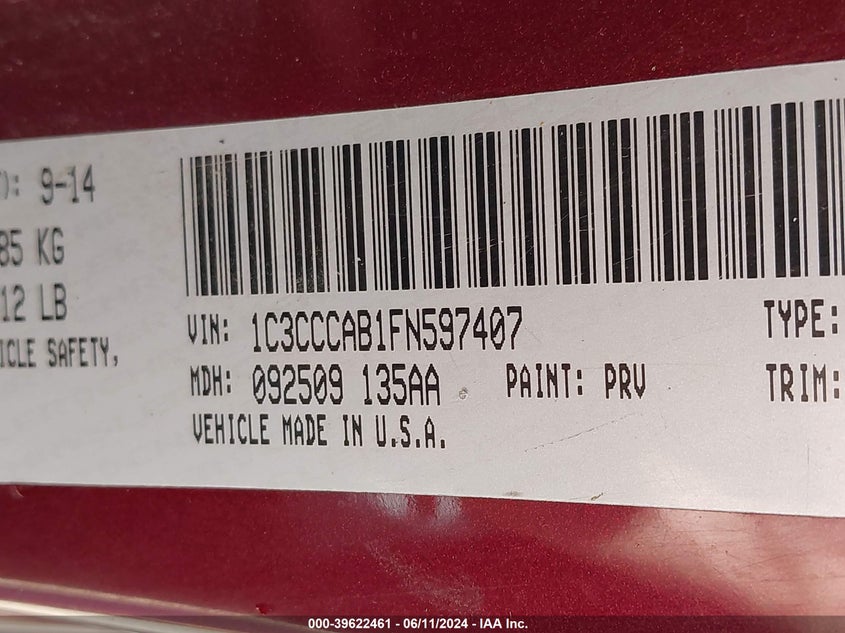 ): 9-14
85 KG
12 LB
ICLE SAFETY,
VIN: 1C3CCCAB1FN597407 TYPE:
MDH: 092509 135AA PAINT: PRV TRIM:
VEHICLE MADE IN U.S.A.
000-39622461 - 06/11/2024 - IAA Inc.